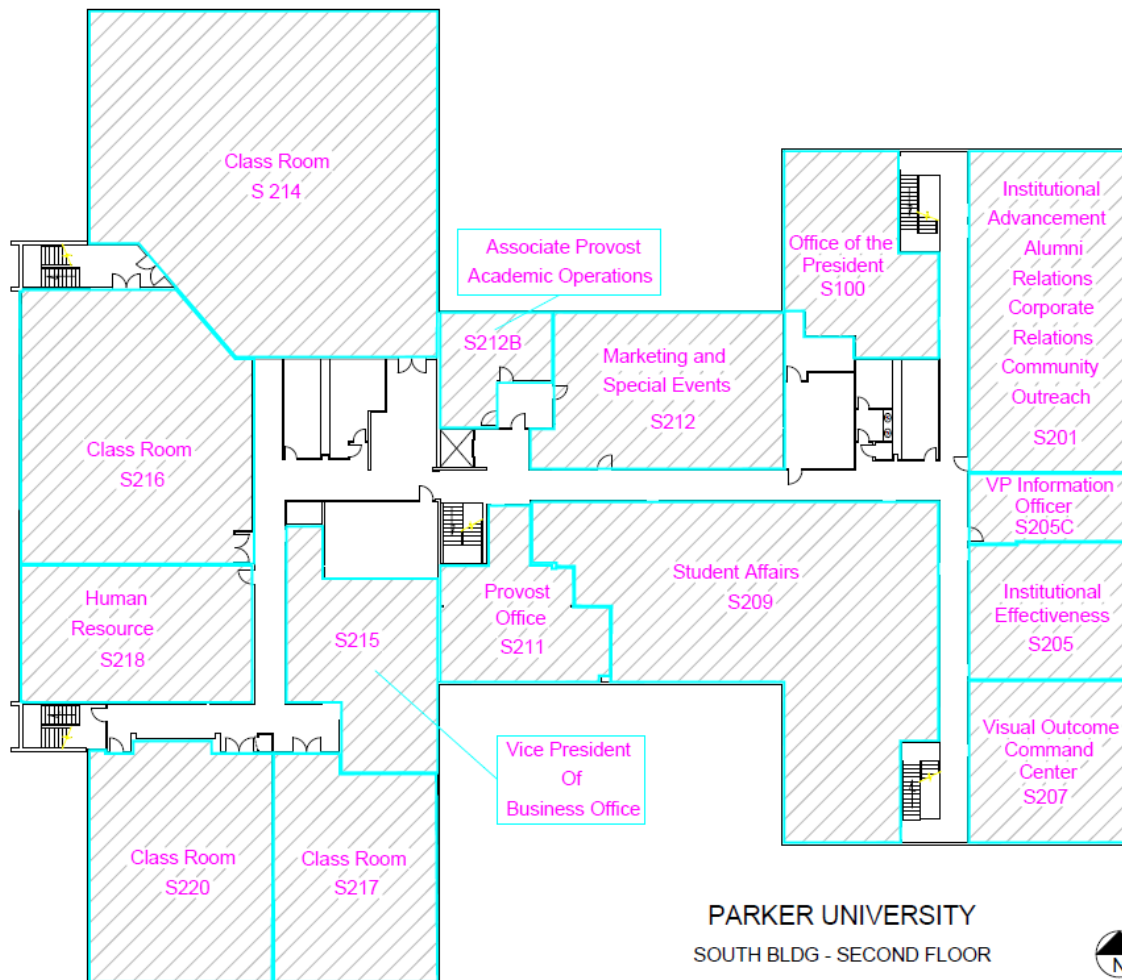 Class Room
S 214
Associate Provost
Academic Operations
S212B
Marketing and
Special Events
S212
Office of the
President
S100
Institutional
Advancement
Alumni
Relations
Corporate
Relations
Community
Outreach
S201
Class Room
S216
VP Information
Officer
S205C
Human
Resource
S218
S215
Provost
Office
S211
Student Affairs
S209
Institutional
Effectiveness
S205
Vice President
Of
Business Office
Visual Outcome
Command
Center
S207
Class Room
S220
Class Room
S217
PARKER UNIVERSITY
SOUTH BLDG - SECOND FLOOR
N